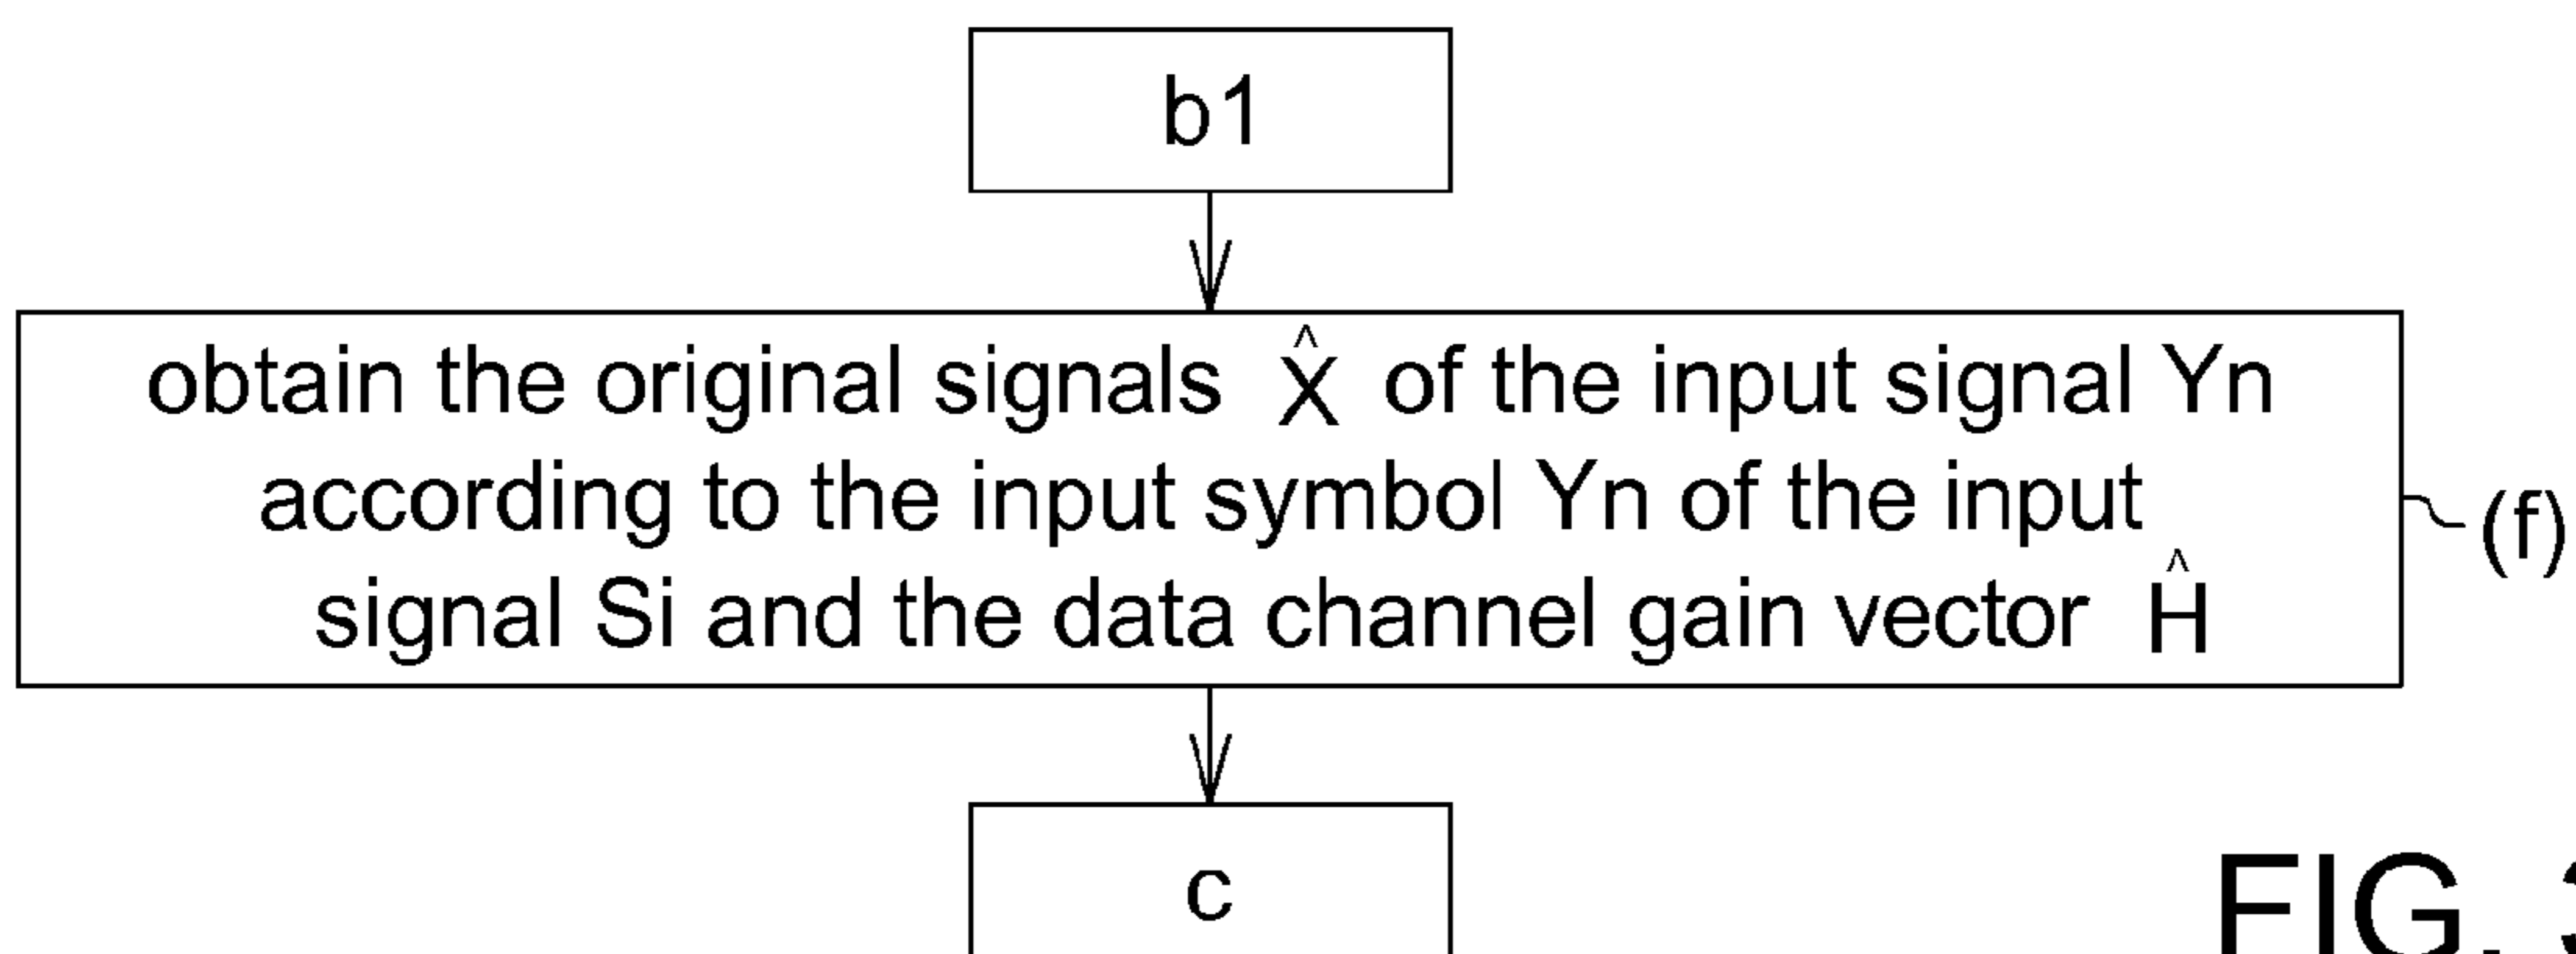 b1
obtain the original signals X̂ of the input signal Yn
according to the input symbol Yn of the input
signal Si and the data channel gain vector Ĥ
(f)
c
FIG.